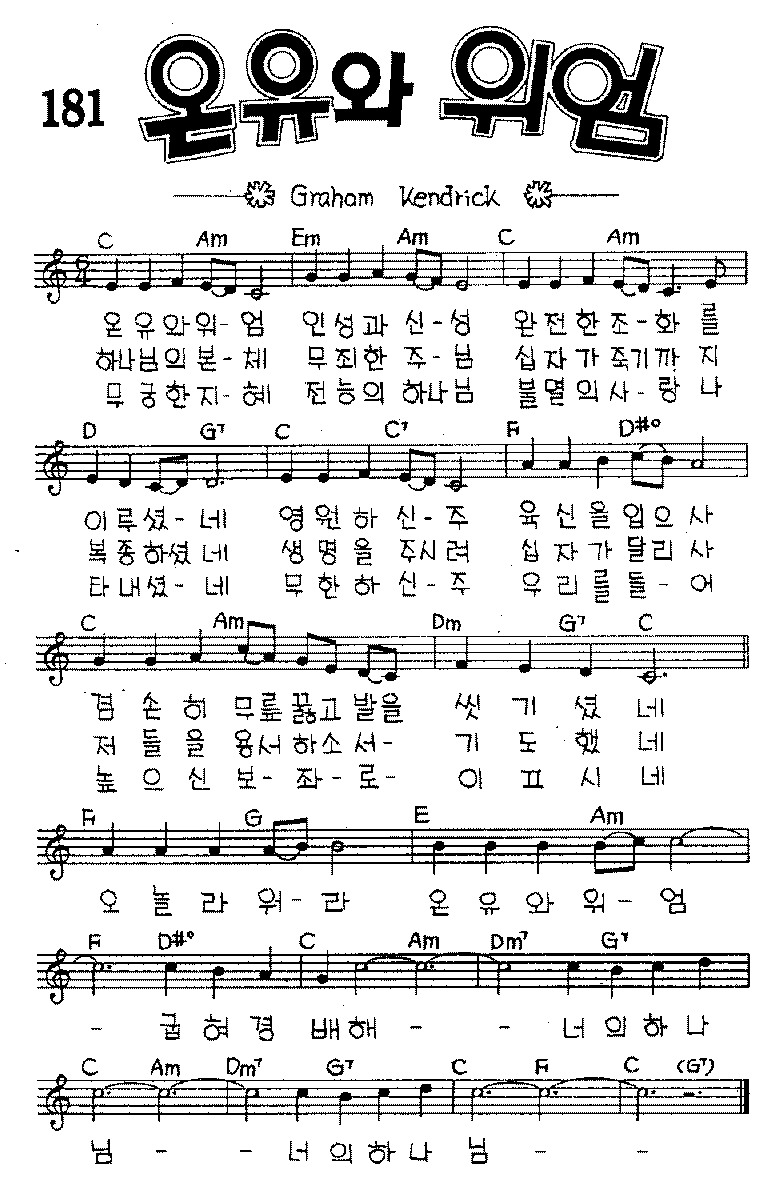 181 온유와 위엄
Graham Kendrick
C Am Em Am C Am
온유와위-엄 인성과 신-성 완전한조-화를
하나님의본-체 무죄한 주-님 십자가죽기까지
무궁한지-혜 전능의 하나님 불멸의사-랑나
D G7 C C7 F D#°
이루셨-네 영원하 신-주 육신을입으사
복종하셨네 생명을 주시려 십자가달리사
타내셨-네 무한하 신-주 우리를들-어
C Am Dm G7 C
겸손히 무릎꿇고발을 씻기셨네
저들을용서하소서- 기도했네
높으신보-좌-로- 이끄시네
F G E Am
오 놀라워-라 온유와 위-엄
F D#° C Am Dm7 G7
- 굽혀경배해 - - 너의하나
C Am Dm7 G7 C F C (G7)
님 - - 너의하나님 - -